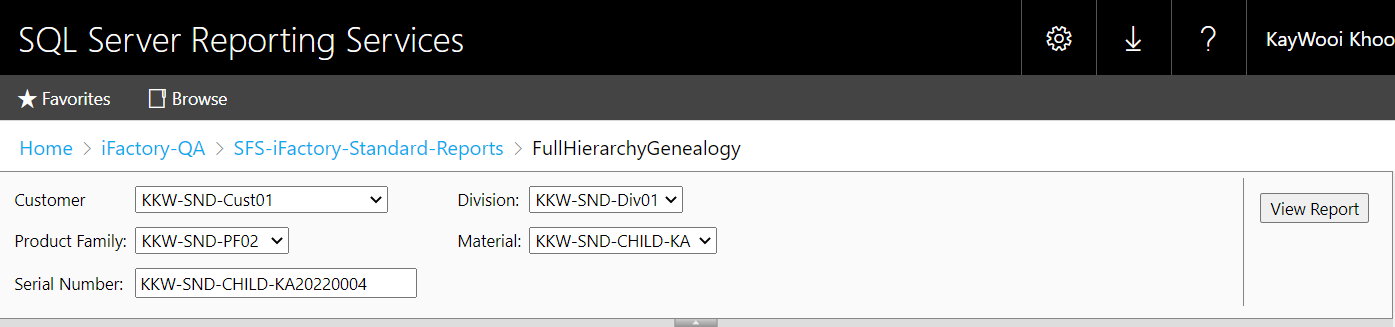 SQL Server Reporting Services
KayWooi Khoo
Favorites Browse
Home > iFactory-QA > SFS-iFactory-Standard-Reports > FullHierarchyGenealogy
Customer KKW-SND-Cust01 Division: KKW-SND-Div01
View Report
Product Family: KKW-SND-PF02 Material: KKW-SND-CHILD-KA
Serial Number: KKW-SND-CHILD-KA20220004